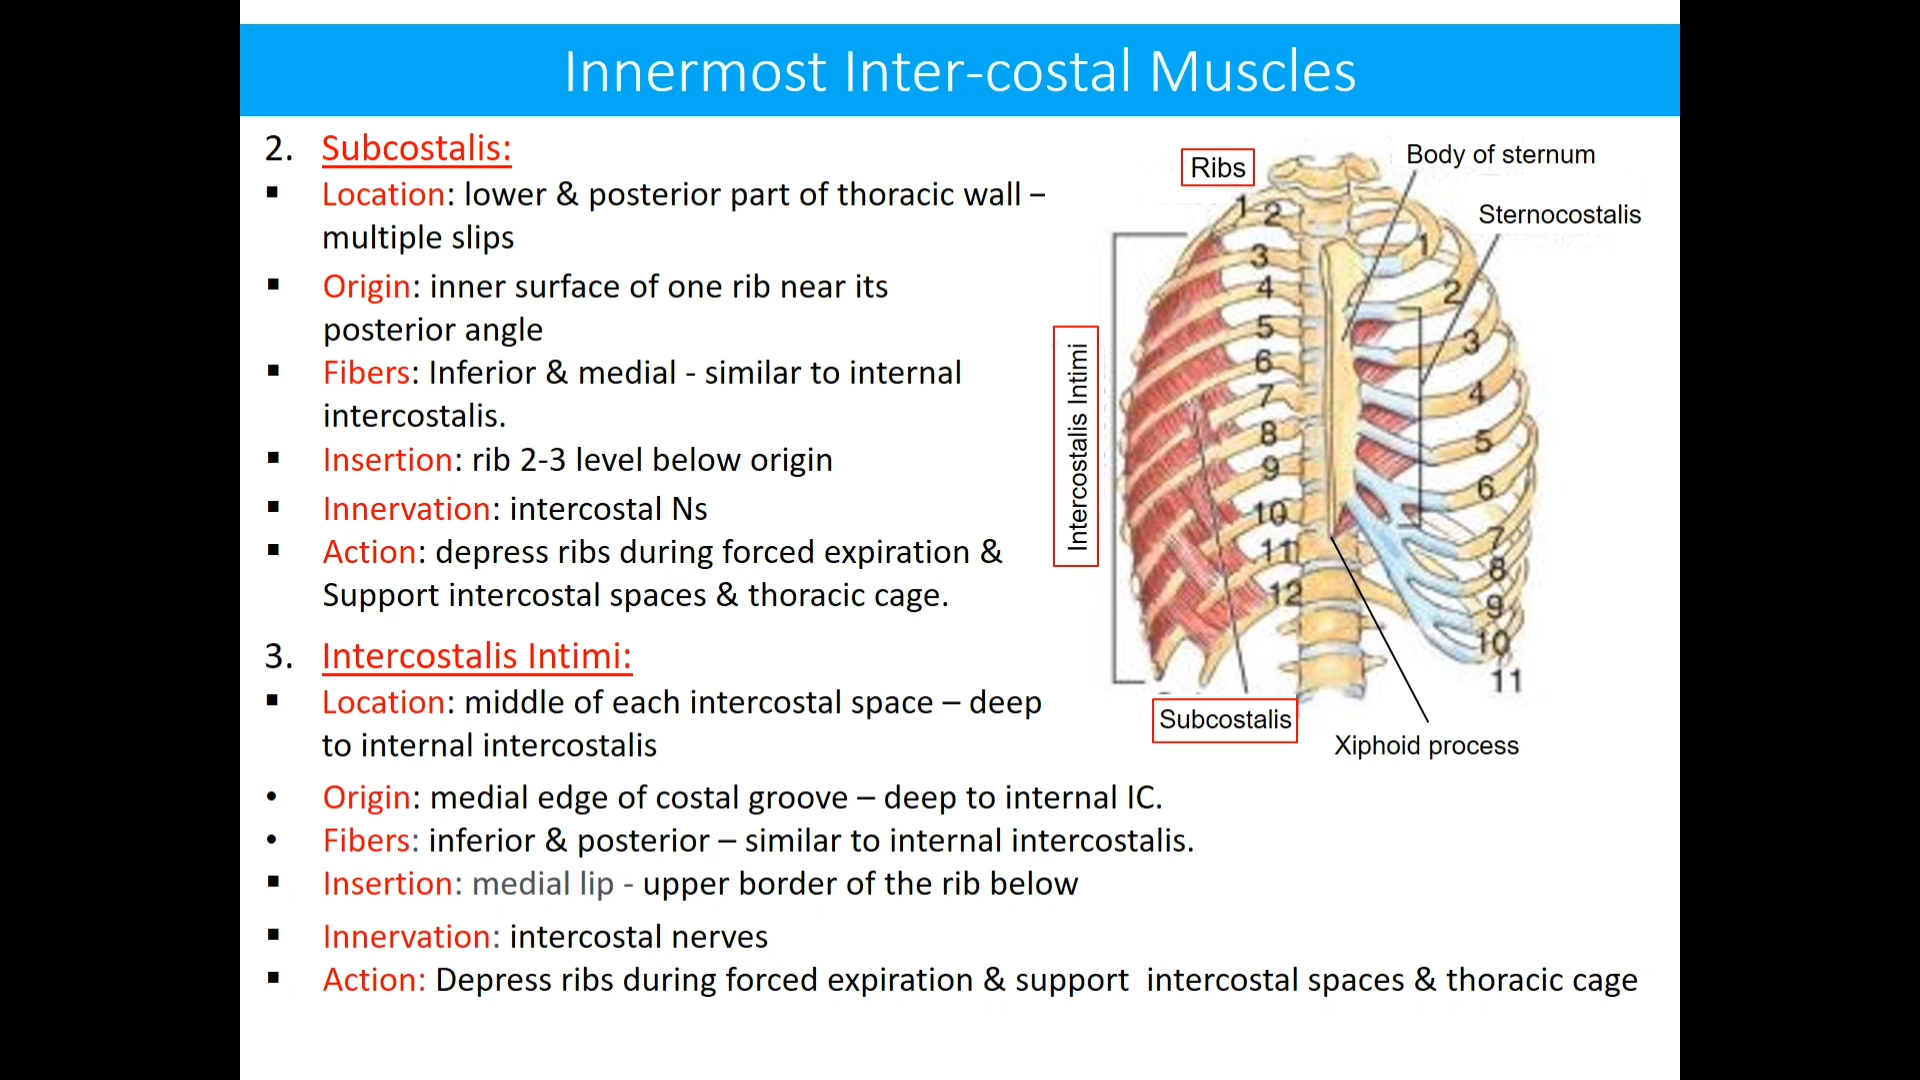 Innermost Inter-costal Muscles
2. Subcostalis:
▪ Location: lower & posterior part of thoracic wall –
multiple slips
▪ Origin: inner surface of one rib near its
posterior angle
▪ Fibers: Inferior & medial - similar to internal
intercostalis.
▪ Insertion: rib 2-3 level below origin
▪ Innervation: intercostal Ns
▪ Action: depress ribs during forced expiration &
Support intercostal spaces & thoracic cage.
3. Intercostalis Intimi:
▪ Location: middle of each intercostal space – deep
to internal intercostalis
• Origin: medial edge of costal groove – deep to internal IC.
• Fibers: inferior & posterior – similar to internal intercostalis.
▪ Insertion: medial lip - upper border of the rib below
▪ Innervation: intercostal nerves
▪ Action: Depress ribs during forced expiration & support  intercostal spaces & thoracic cage
Ribs
Body of sternum
Sternocostalis
Intercostalis Intimi
1
2
3
4
5
6
7
8
9
10
11
12
1
2
3
4
5
6
7
8
9
10
11
Subcostalis
Xiphoid process